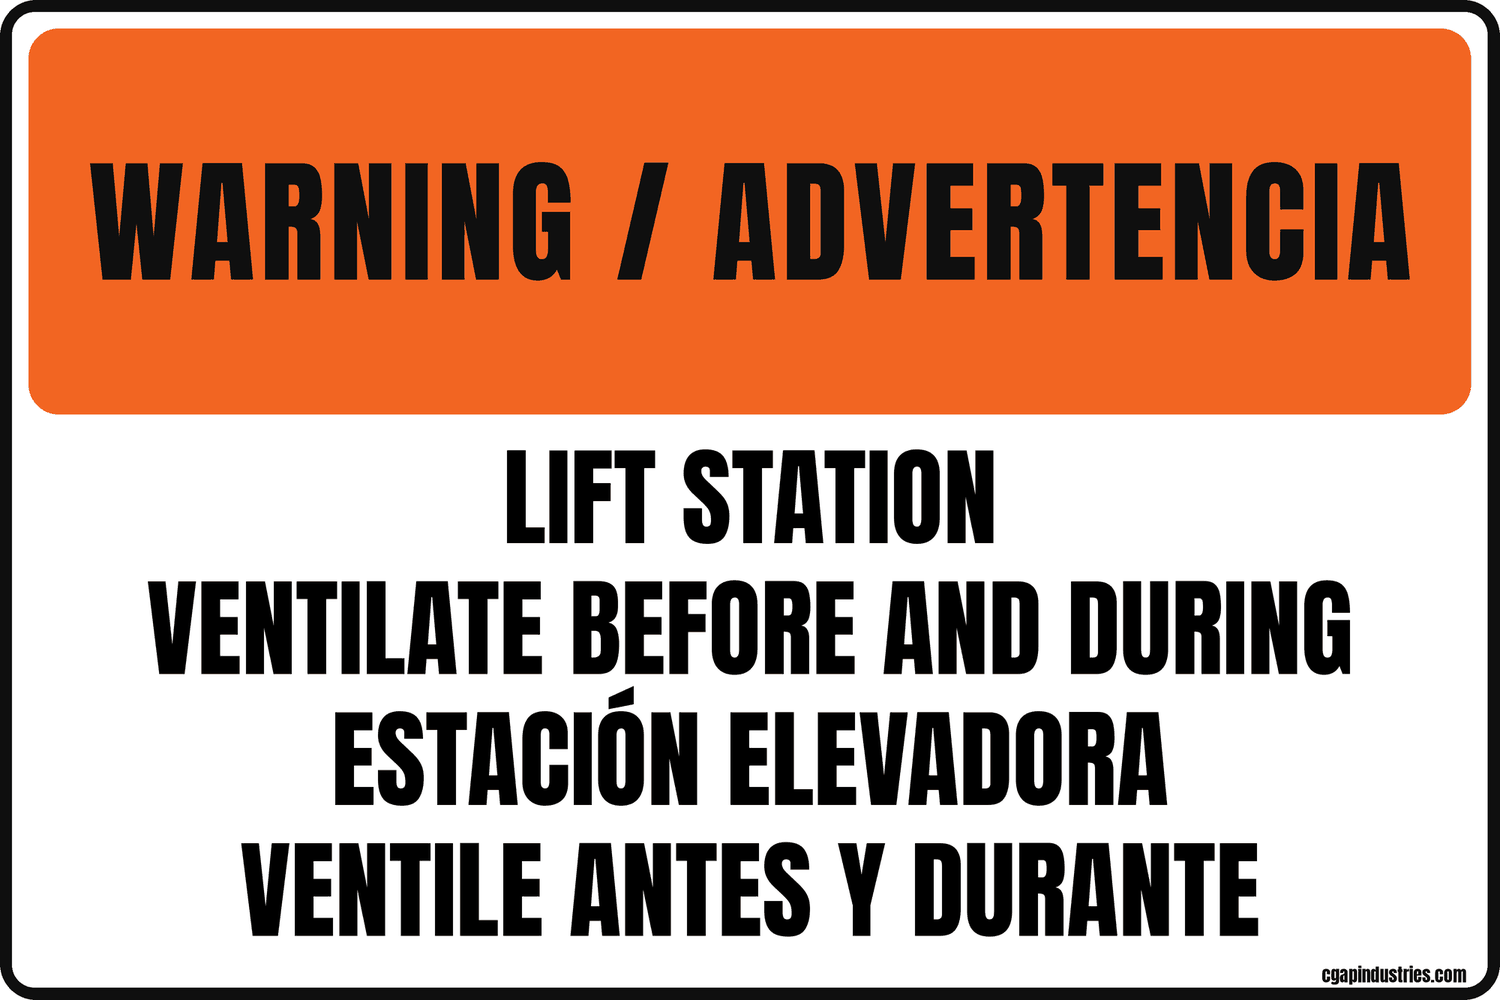 WARNING / ADVERTENCIA
LIFT STATION
VENTILATE BEFORE AND DURING
ESTACIÓN ELEVADORA
VENTILE ANTES Y DURANTE
cgapindustries.com